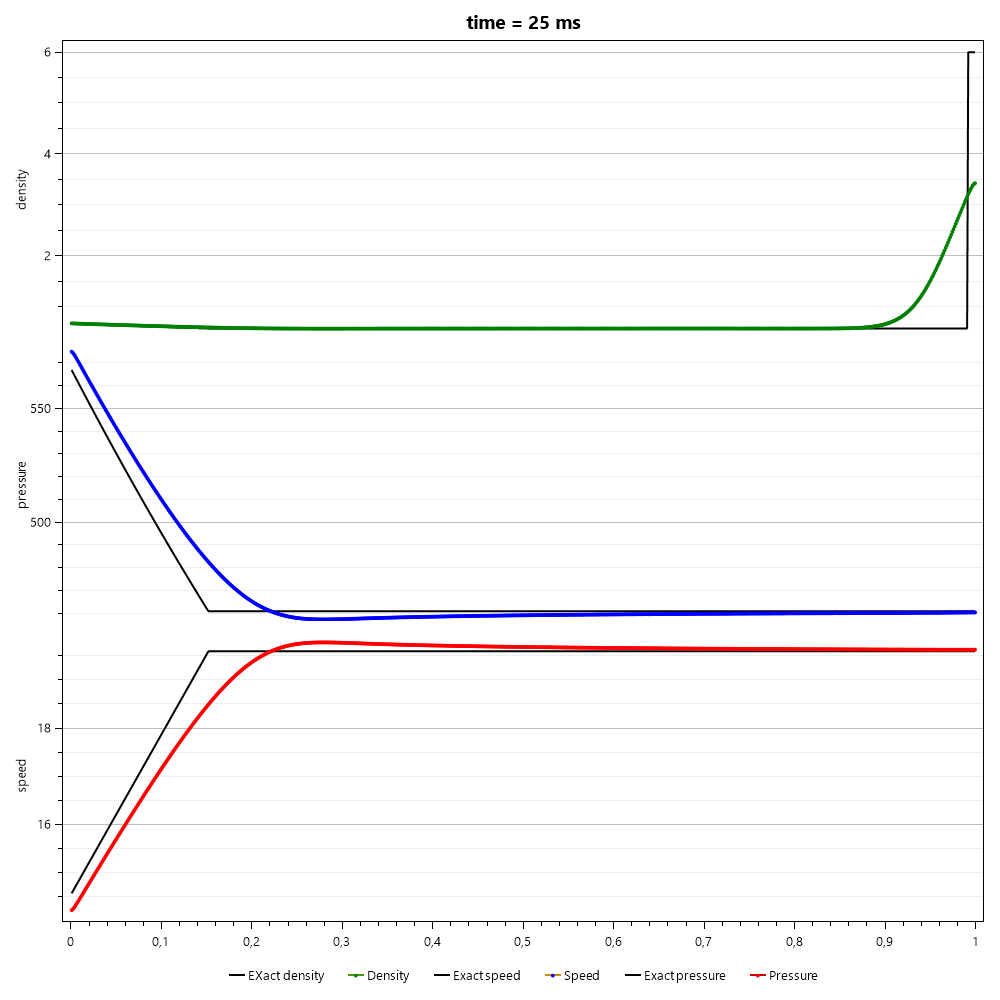 time = 25 ms
6
4
density
2
550
pressure
500
18
speed
16
0 0,1 0,2 0,3 0,4 0,5 0,6 0,7 0,8 0,9 1
EXact density Density Exact speed Speed Exact pressure Pressure